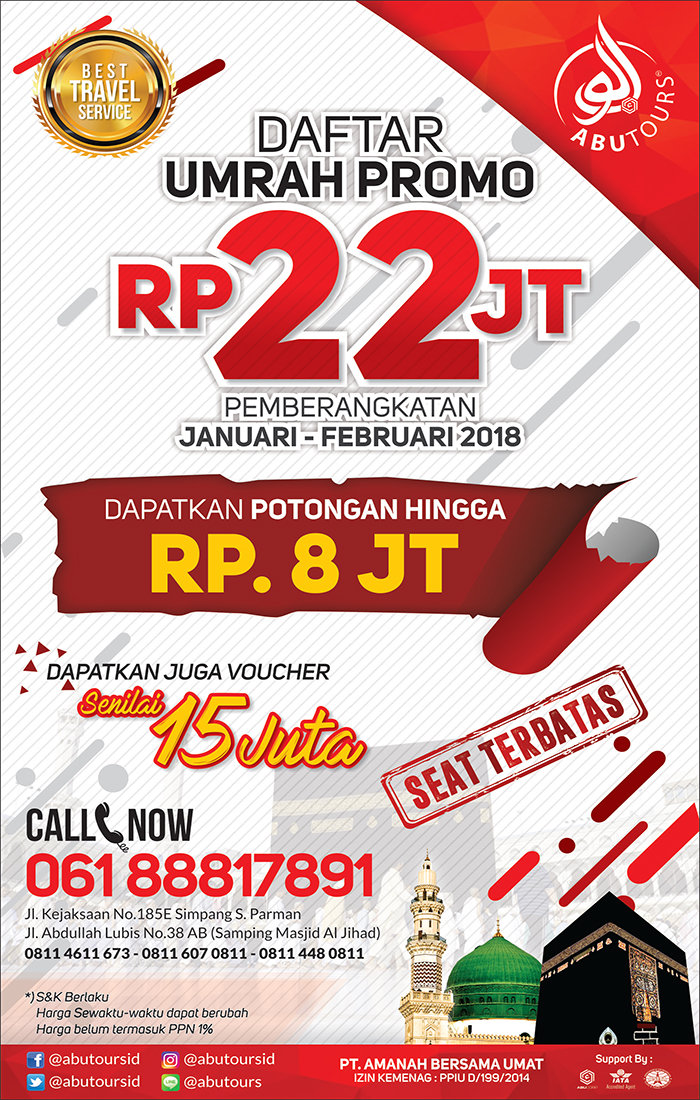 BEST
TRAVEL
SERVICE
ABUTOURS®
DAFTAR
UMRAH PROMO
RP 22 JT
PEMBERANGKATAN
JANUARI - FEBRUARI 2018
DAPATKAN POTONGAN HINGGA
RP. 8 JT
DAPATKAN JUGA VOUCHER
Senilai
15 Juta
SEAT TERBATAS
CALL NOW
061 88817891
Jl. Kejaksaan No.185E Simpang S. Parman
Jl. Abdullah Lubis No.38 AB (Samping Masjid Al Jihad)
0811 4611 673 - 0811 607 0811 - 0811 448 0811
*) S&K Berlaku
Harga Sewaktu-waktu dapat berubah
Harga belum termasuk PPN 1%
@abutoursid @abutoursid
@abutoursid LINE @abutours
PT. AMANAH BERSAMA UMAT
IZIN KEMENAG : PPIU D/199/2014
Support By :
IATA
Accredited Agent